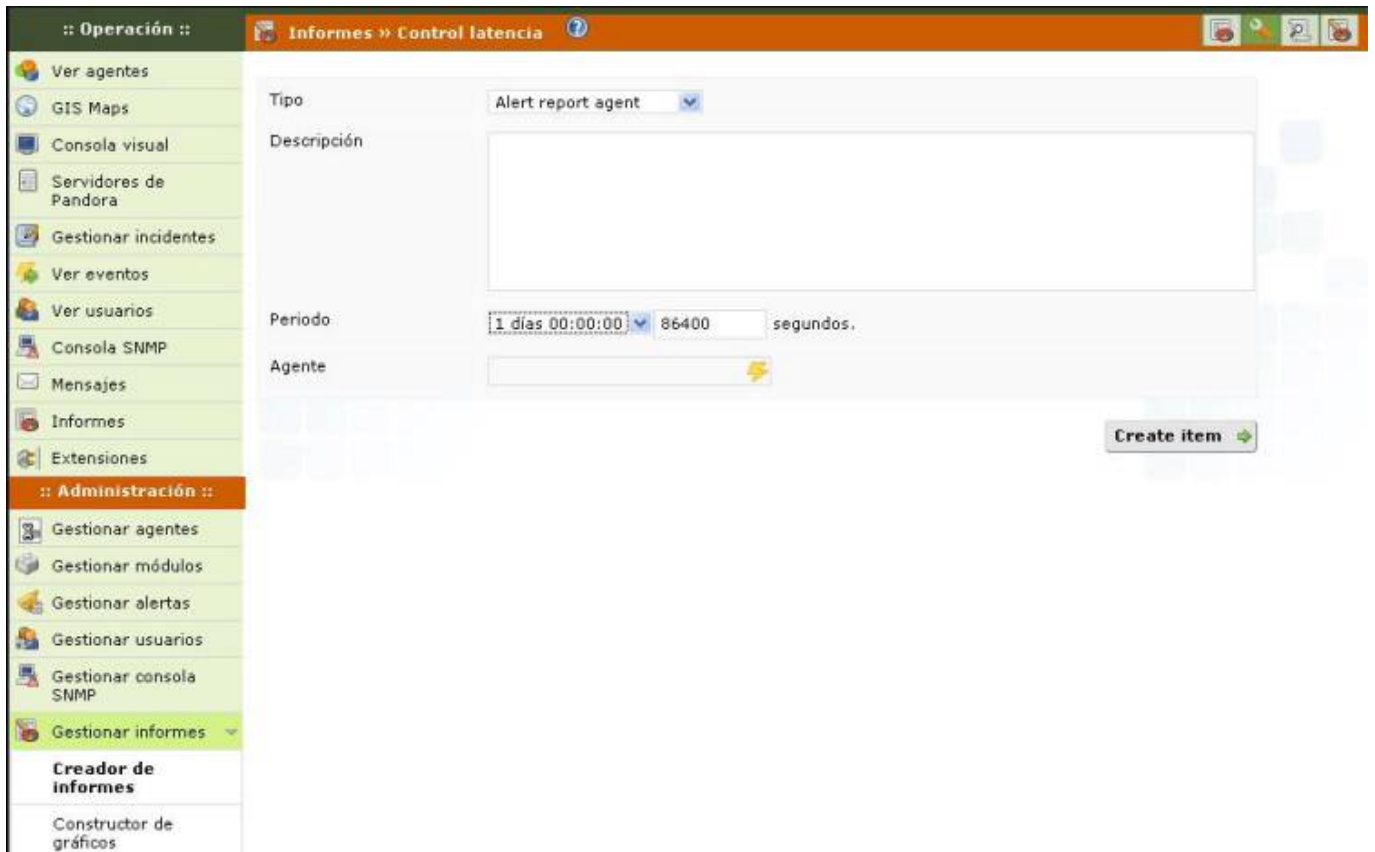 :: Operación ::
Informes » Control latencia
Ver agentes
GIS Maps
Consola visual
Servidores de
Pandora
Gestionar incidentes
Ver eventos
Ver usuarios
Consola SNMP
Mensajes
Informes
Extensiones
:: Administración ::
Gestionar agentes
Gestionar módulos
Gestionar alertas
Gestionar usuarios
Gestionar consola
SNMP
Gestionar informes
Creador de
informes
Constructor de
gráficos
Tipo Alert report agent
Descripción
Periodo 1 días 00:00:00 86400 segundos.
Agente
Create item